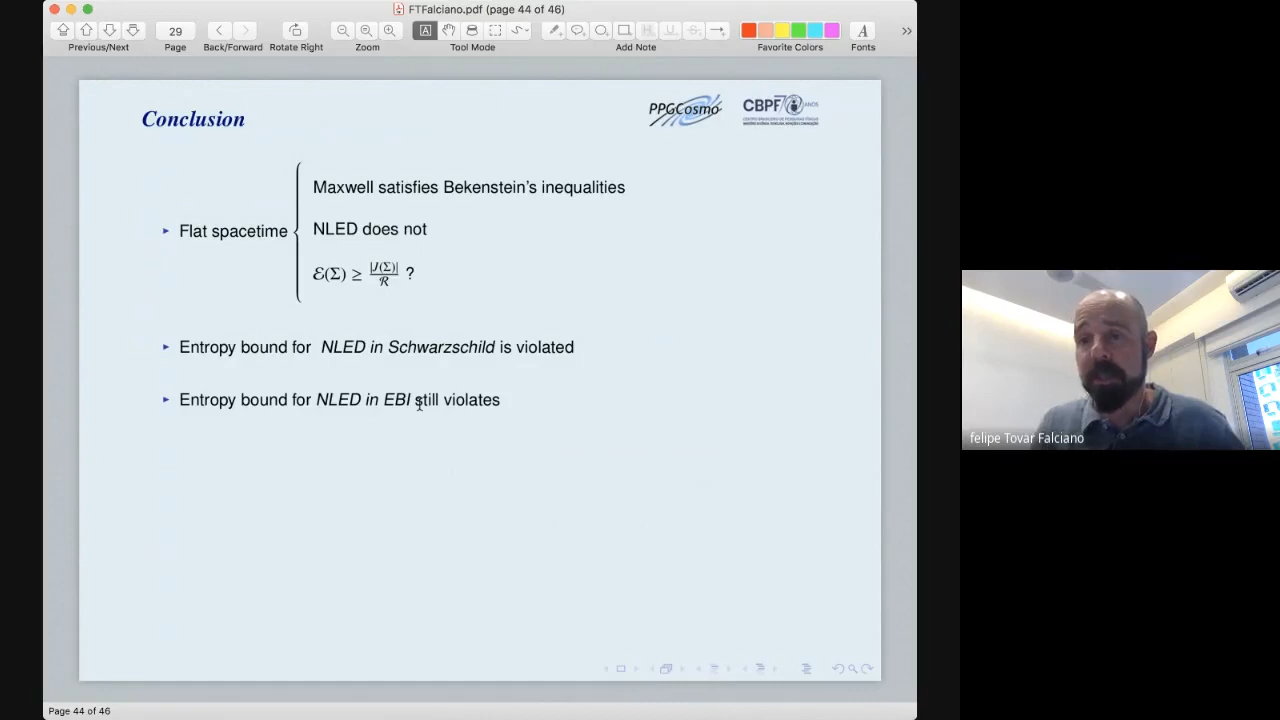 FTFalciano.pdf (page 44 of 46)
29
Previous/Next
Page
Back/Forward
Rotate Right
Zoom
Tool Mode
Add Note
Favorite Colors
Fonts
Conclusion
PPGCosmo
CBPF
ANOS
Maxwell satisfies Bekenstein's inequalities
▸ Flat spacetime
NLED does not
ℰ(Σ) ≥ |J(Σ)|/ℛ ?
▸ Entropy bound for NLED in Schwarzschild is violated
▸ Entropy bound for NLED in EBI still violates
felipe Tovar Falciano
Page 44 of 46